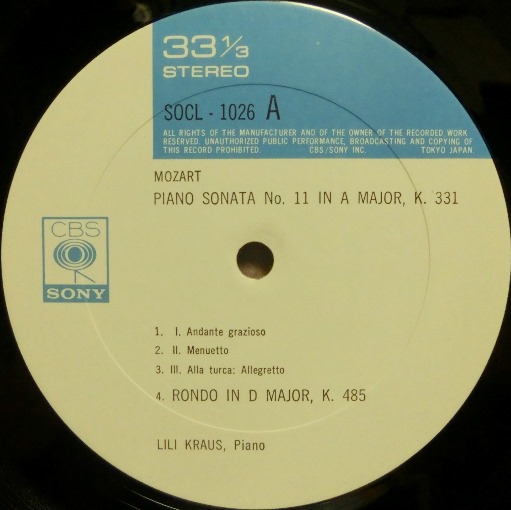 33 1/3
STEREO
SOCL - 1026 A
ALL RIGHTS OF THE MANUFACTURER AND OF THE OWNER OF THE RECORDED WORK
RESERVED. UNAUTHORIZED PUBLIC PERFORMANCE, BROADCASTING AND COPYING OF
THIS RECORD PROHIBITED. CBS/SONY INC. TOKYO JAPAN.
MOZART
PIANO SONATA No. 11 IN A MAJOR, K. 331
CBS
SONY
1. I. Andante grazioso
2. II. Menuetto
3. III. Alla turca: Allegretto
4. RONDO IN D MAJOR, K. 485
LILI KRAUS, Piano